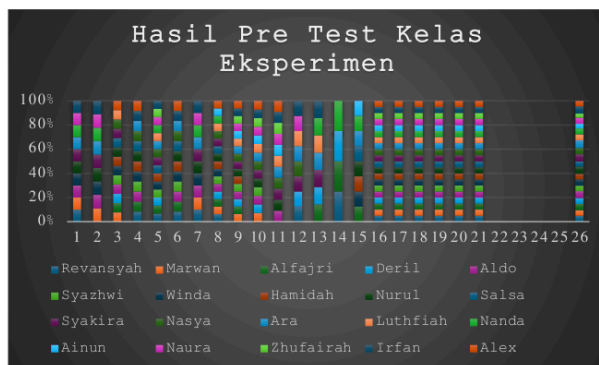 Hasil Pre Test Kelas
Eksperimen
100%
80%
60%
40%
20%
0%
1 2 3 4 5 6 7 8 9 10 11 12 13 14 15 16 17 18 19 20 21 22 23 24 25 26
Revansyah Marwan Alfajri Deril Aldo
Syazhwi Winda Hamidah Nurul Salsa
Syakira Nasya Ara Luthfiah Nanda
Ainun Naura Zhufairah Irfan Alex